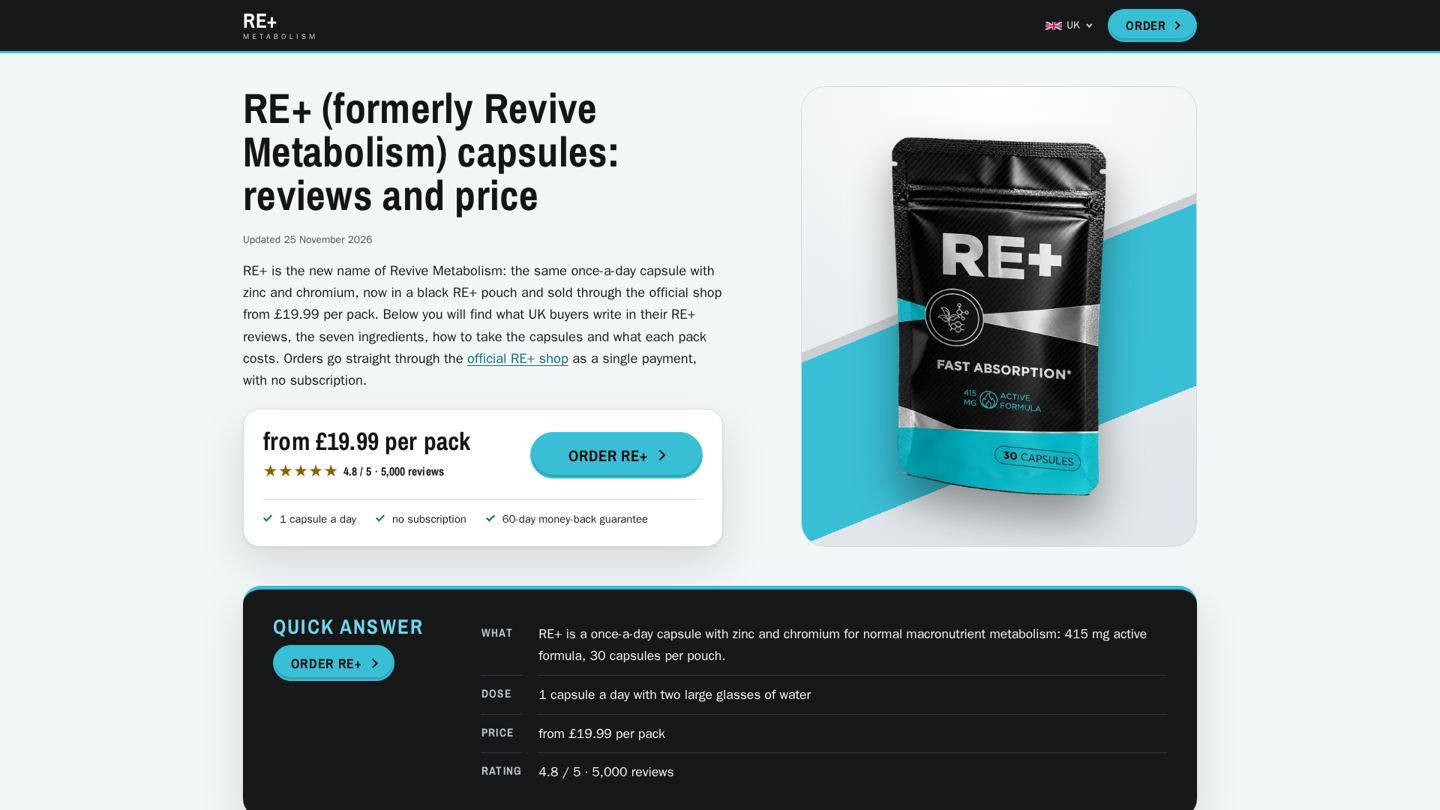 RE+
METABOLISM
UK
ORDER
RE+ (formerly Revive
Metabolism) capsules:
reviews and price
Updated 25 November 2026
RE+ is the new name of Revive Metabolism: the same once-a-day capsule with
zinc and chromium, now in a black RE+ pouch and sold through the official shop
from £19.99 per pack. Below you will find what UK buyers write in their RE+
reviews, the seven ingredients, how to take the capsules and what each pack
costs. Orders go straight through the official RE+ shop as a single payment,
with no subscription.
from £19.99 per pack
4.8 / 5 · 5,000 reviews
ORDER RE+
1 capsule a day
no subscription
60-day money-back guarantee
RE+
FAST ABSORPTION*
415 MG
ACTIVE FORMULA
30 CAPSULES
QUICK ANSWER
ORDER RE+
WHAT
RE+ is a once-a-day capsule with zinc and chromium for normal macronutrient metabolism: 415 mg active
formula, 30 capsules per pouch.
DOSE
1 capsule a day with two large glasses of water
PRICE
from £19.99 per pack
RATING
4.8 / 5 · 5,000 reviews